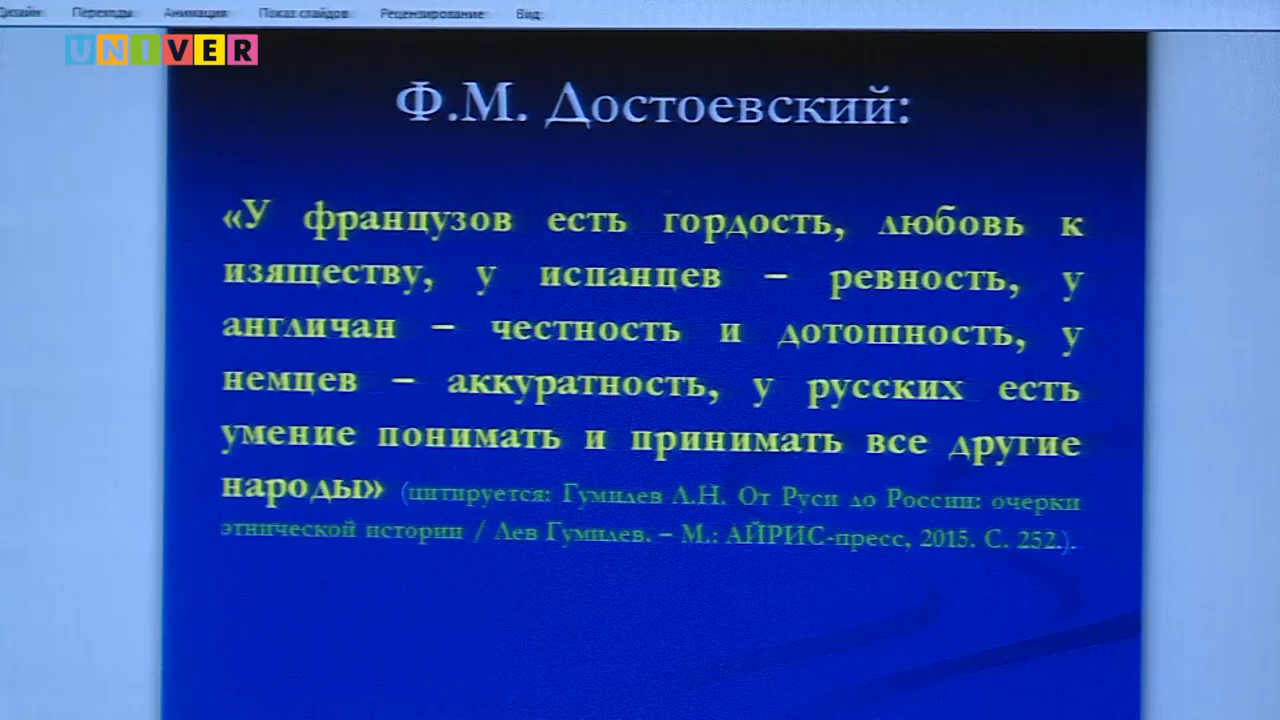 Дизайн Переходы Анимация Показ слайдов Рецензирование Вид
UNIVER
Ф.М. Достоевский:
«У французов есть гордость, любовь к
изяществу, у испанцев – ревность, у
англичан – честность и дотошность, у
немцев – аккуратность, у русских есть
умение понимать и принимать все другие
народы» (цитируется: Гумилев Л.Н. От Руси до России: очерки
этнической истории / Лев Гумилев. – М.: АЙРИС-пресс, 2015. С. 252.).